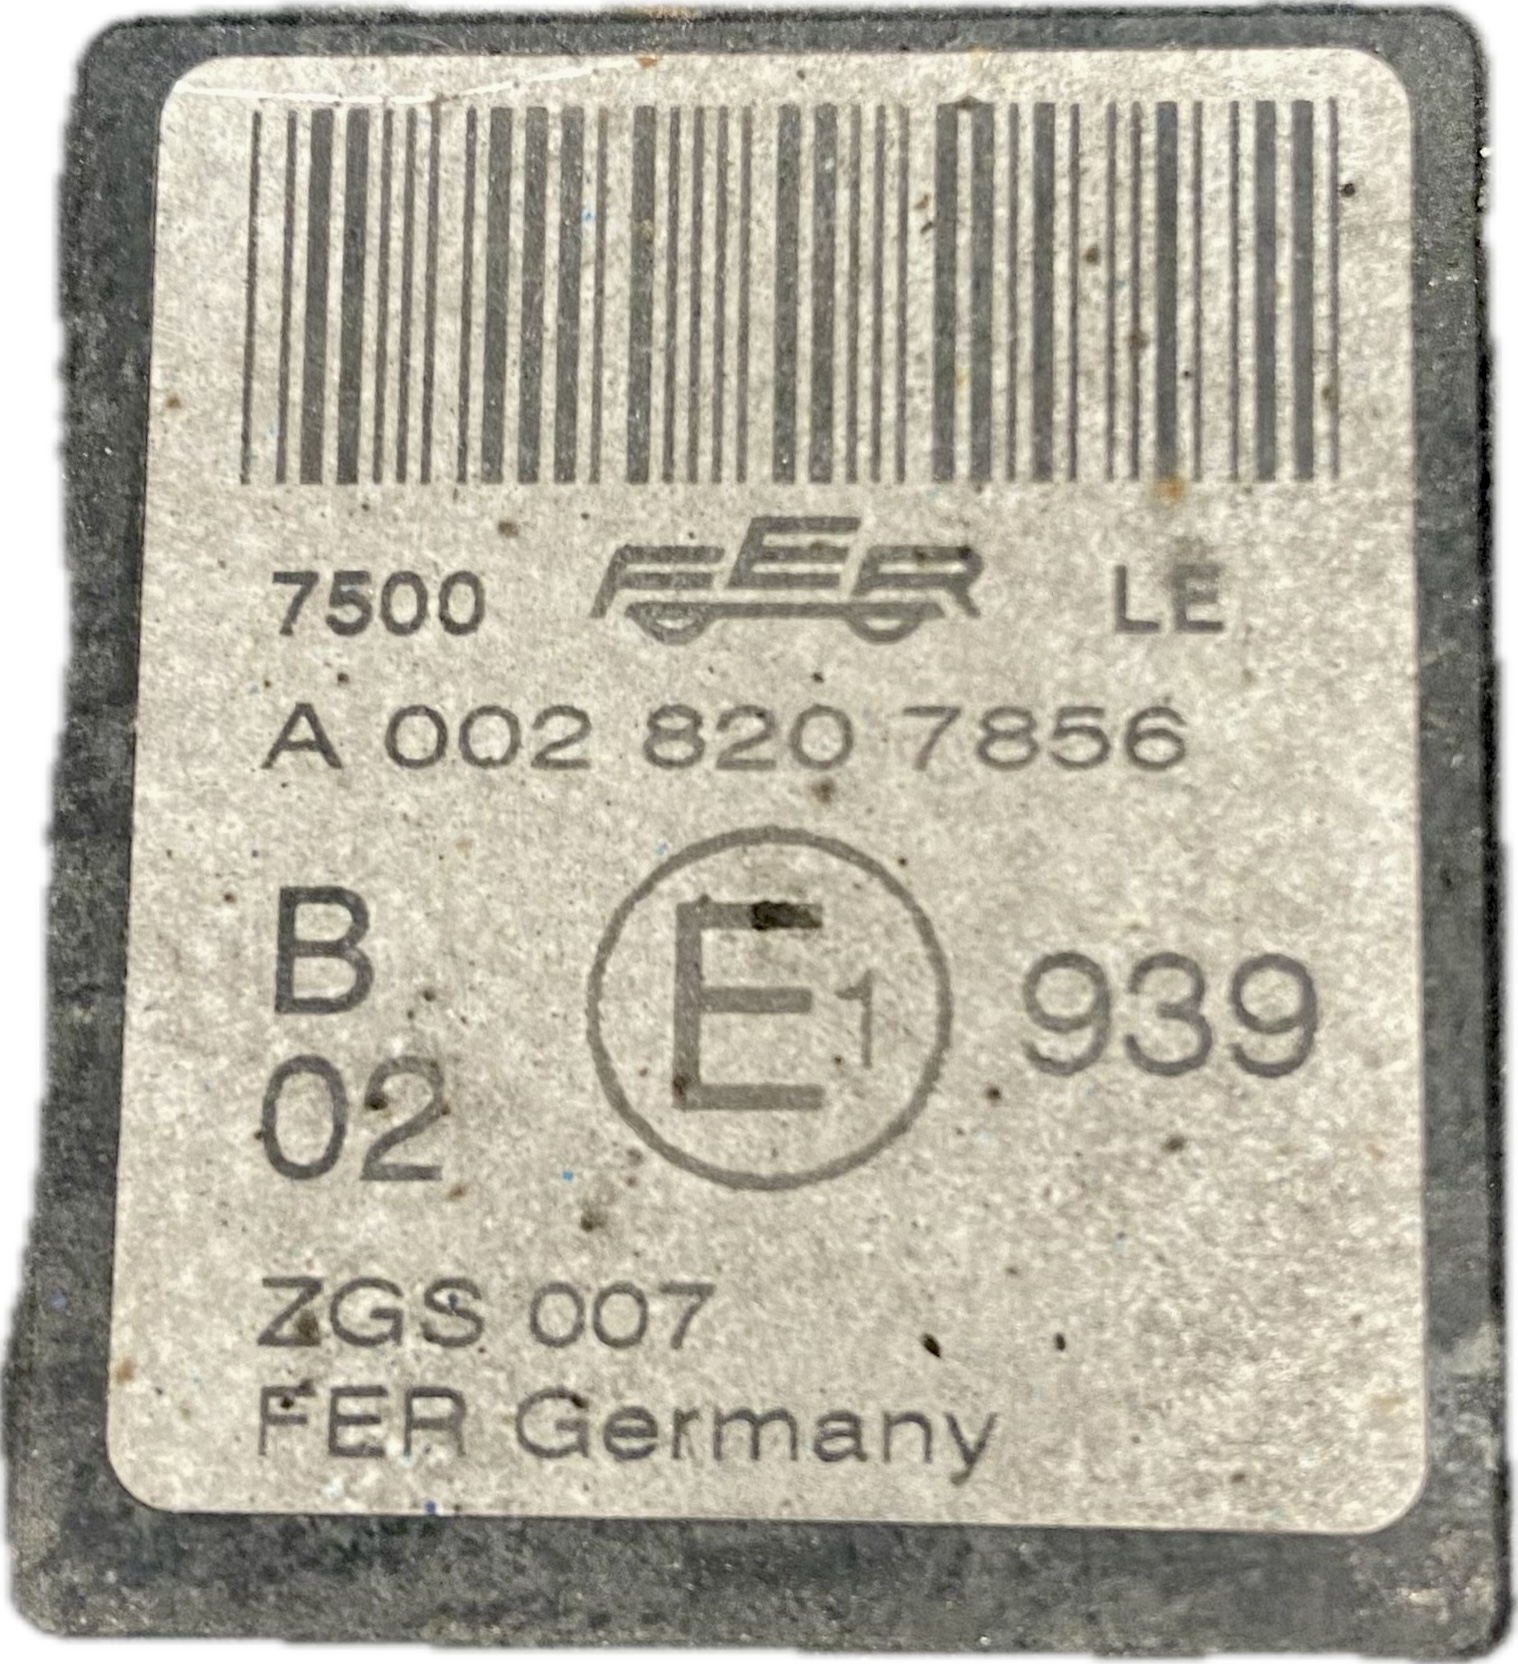 7500 FER LE
A 002 820 7856
B
02 E1 939
ZGS 007
FER Germany